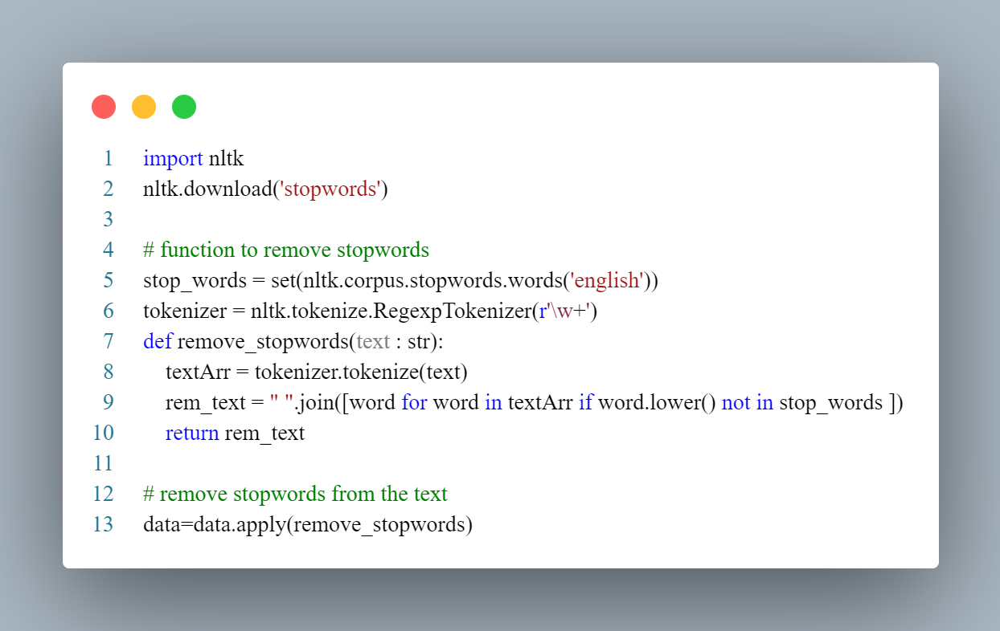 1 import nltk
2 nltk.download('stopwords')
3
4 # function to remove stopwords
5 stop_words = set(nltk.corpus.stopwords.words('english'))
6 tokenizer = nltk.tokenize.RegexpTokenizer(r'\w+')
7 def remove_stopwords(text : str):
8     textArr = tokenizer.tokenize(text)
9     rem_text = " ".join([word for word in textArr if word.lower() not in stop_words ])
10     return rem_text
11
12 # remove stopwords from the text
13 data=data.apply(remove_stopwords)